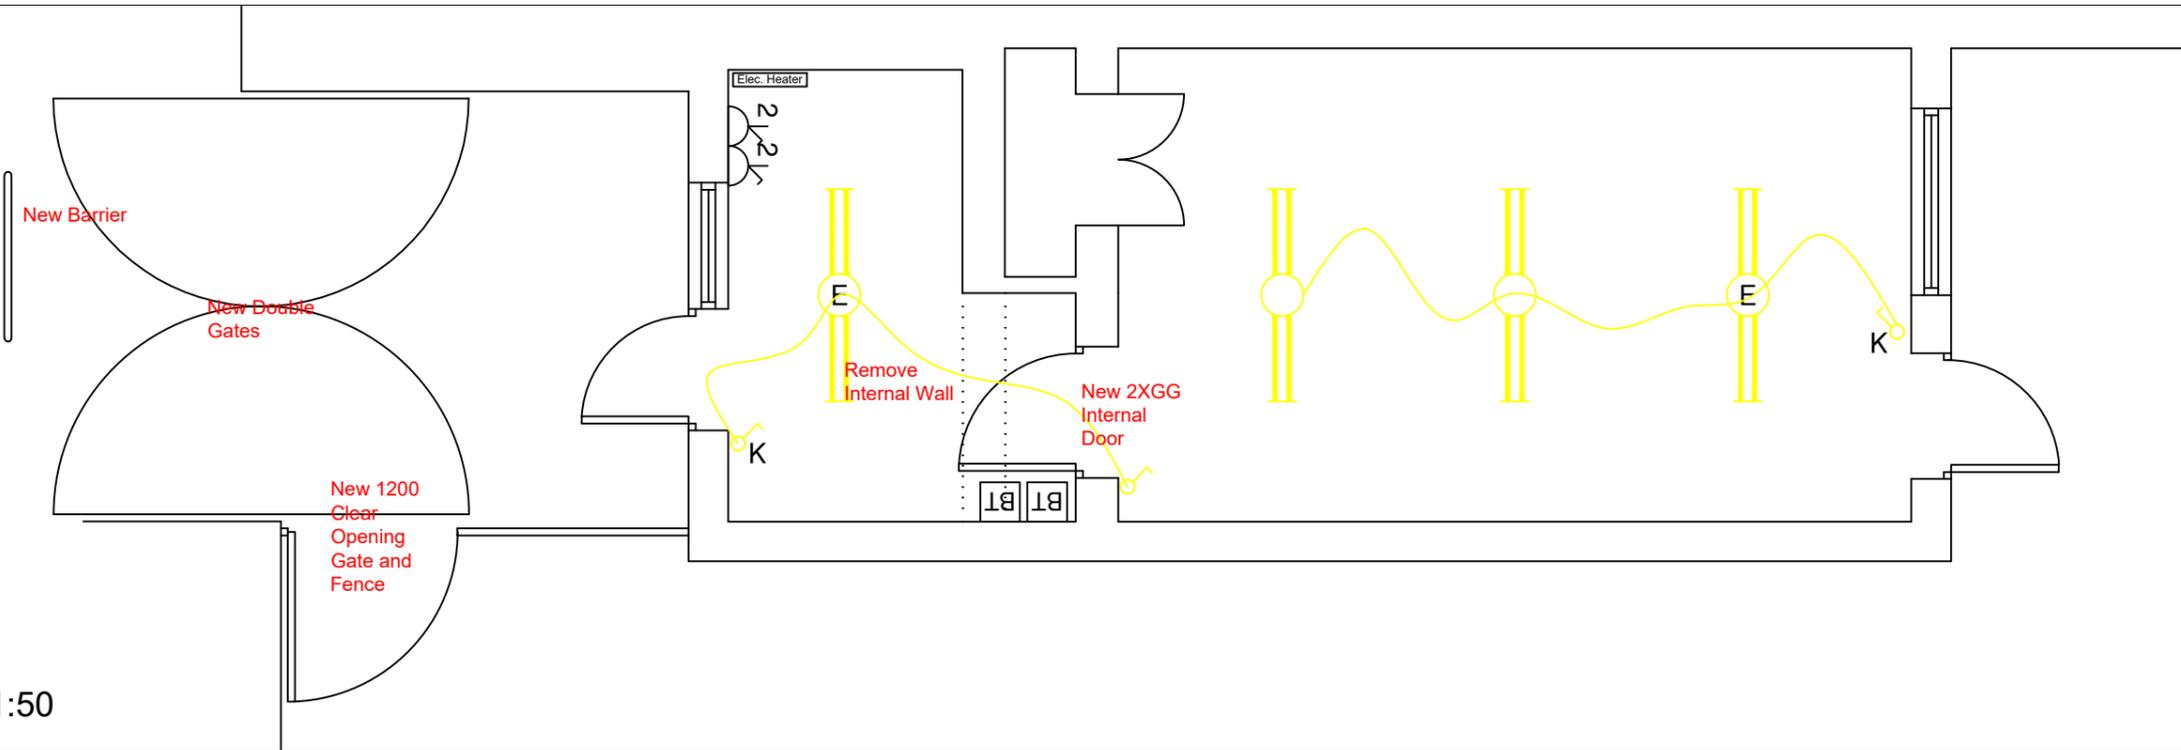 Elec. Heater
2
2
New Barrier
E
E
New Double
Gates
K
Remove
Internal Wall
New 2XGG
Internal
Door
K
New 1200
Clear
Opening
Gate and
Fence
BT
BT
:50